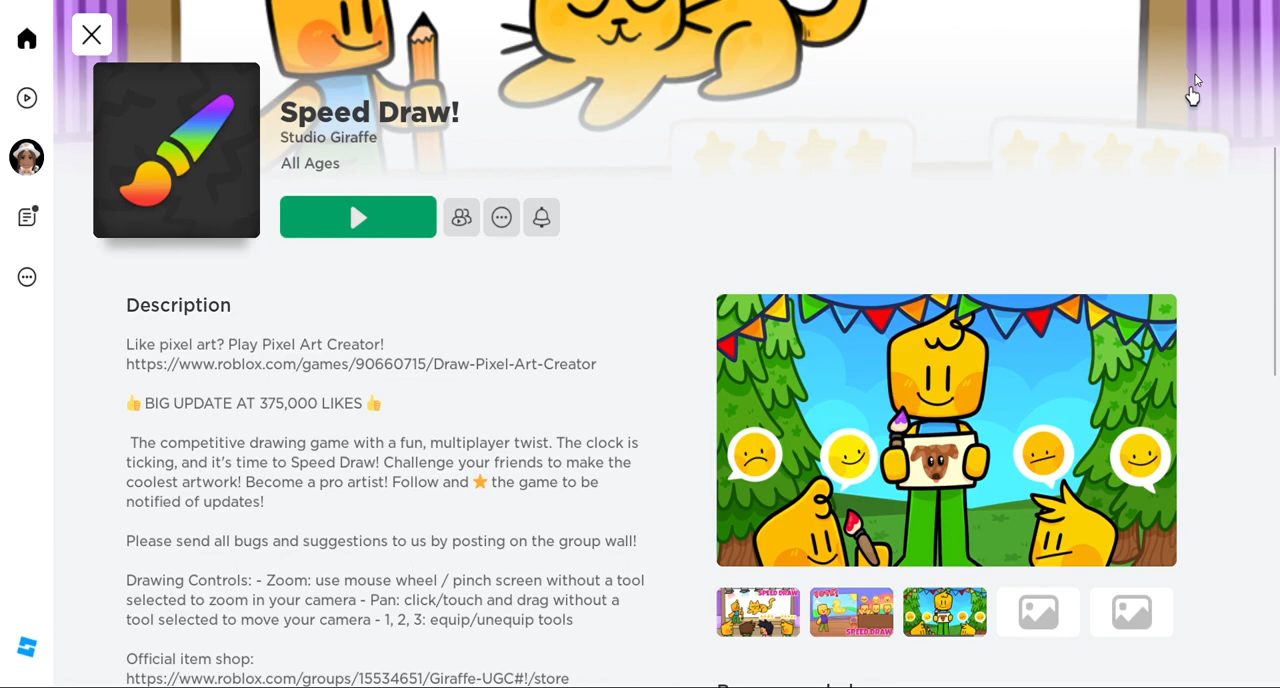 Speed Draw!
Studio Giraffe
All Ages
Description
Like pixel art? Play Pixel Art Creator!
https://www.roblox.com/games/90660715/Draw-Pixel-Art-Creator
👍 BIG UPDATE AT 375,000 LIKES 👍
The competitive drawing game with a fun, multiplayer twist. The clock is
ticking, and it's time to Speed Draw! Challenge your friends to make the
coolest artwork! Become a pro artist! Follow and ⭐ the game to be
notified of updates!
Please send all bugs and suggestions to us by posting on the group wall!
Drawing Controls: - Zoom: use mouse wheel / pinch screen without a tool
selected to zoom in your camera - Pan: click/touch and drag without a
tool selected to move your camera - 1, 2, 3: equip/unequip tools
Official item shop:
https://www.roblox.com/groups/15534651/Giraffe-UGC#!/store
SPEED DRAW
SPEED DRAW